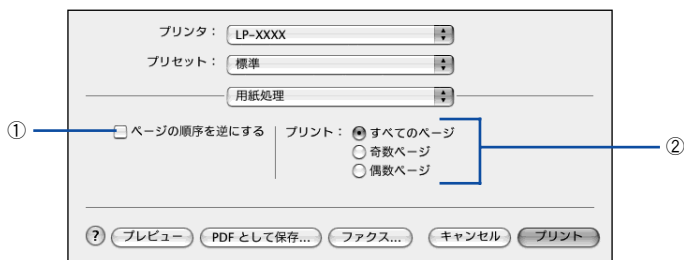 プリンタ： LP-XXXX
プリセット： 標準
用紙処理
① ページの順序を逆にする プリント： すべてのページ ②
奇数ページ
偶数ページ
? プレビュー PDF として保存... ファクス... キャンセル プリント